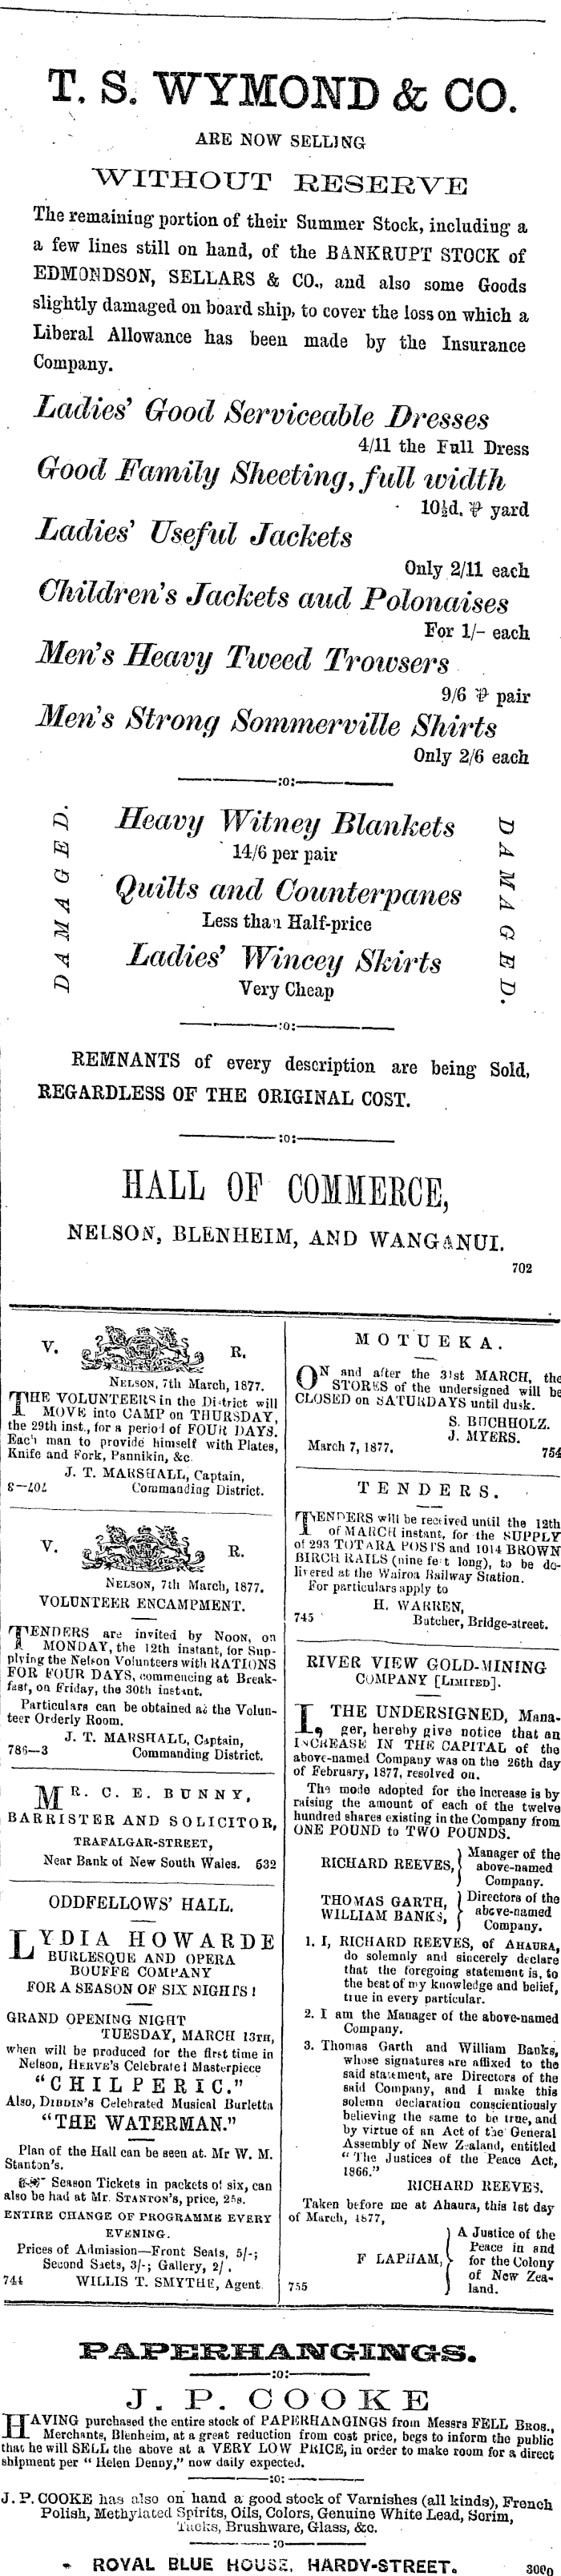 T. S. WYMOND & CO.
ARE NOW SELLING
WITHOUT RESERVE
The remaining portion of their Summer Stock, including a
a few lines still on hand, of the BANKRUPT STOCK of
EDMONDSON, SELLARS & CO., and also some Goods
slightly damaged on board ship, to cover the loss on which a
Liberal Allowance has been made by the Insurance
Company.
Ladies' Good Serviceable Dresses
4/11 the Full Dress
Good Family Sheeting, full width
10½d. ⅌ yard
Ladies' Useful Jackets
Only 2/11 each
Children's Jackets aud Polonaises
For 1/- each
Men's Heavy Tweed Trowsers
9/6 ⅌ pair
Men's Strong Sommerville Shirts
Only 2/6 each
:o:
DAMAGED.
Heavy Witney Blankets
14/6 per pair
Quilts and Counterpanes
Less than Half-price
Ladies' Wincey Skirts
Very Cheap
DAMAGED.
:o:
REMNANTS of every description are being Sold,
REGARDLESS OF THE ORIGINAL COST.
:o:
HALL OF COMMERCE,
NELSON, BLENHEIM, AND WANGANUI.
702
V. R.
NELSON, 7th March, 1877.
THE VOLUNTEERS in the District will
MOVE into CAMP on THURSDAY,
the 29th inst., for a period of FOUR DAYS.
Each man to provide himself with Plates,
Knife and Fork, Pannikin, &c
J. T. MARSHALL, Captain,
Commanding District.
V. R.
NELSON, 7th March, 1877.
VOLUNTEER ENCAMPMENT.
TENDERS are invited by NOON, on
MONDAY, the 12th instant, for Sup-
plying the Nelson Volunteers with RATIONS
FOR FOUR DAYS, commencing at Break-
fast, on Friday, the 30th instant.
Particulars can be obtained at the Volun-
teer Orderly Room.
J. T. MARSHALL, Captain,
786—3 Commanding District.
MR. C. E. BUNNY,
BARRISTER AND SOLICITOR,
TRAFALGAR-STREET,
Near Bank of New South Wales. 532
ODDFELLOWS' HALL.
LYDIA HOWARDE
BURLESQUE AND OPERA
BOUFFE COMPANY
FOR A SEASON OF SIX NIGHTS!
GRAND OPENING NIGHT
TUESDAY, MARCH 13TH,
when will be produced for the first time in
Nelson, HERVE'S Celebrated Masterpiece
"CHILPERIC."
Also, DIBDIN'S Celebrated Musical Burletta
"THE WATERMAN."
Plan of the Hall can be seen at. Mr W. M.
Stanton's.
Season Tickets in packets of six, can
also be had at Mr. STANTON'S, price, 25s.
ENTIRE CHANGE OF PROGRAMME EVERY
EVENING.
Prices of Admission—Front Seats, 5/-;
Second Saets, 3/-; Gallery, 2/.
744 WILLIS T. SMYTHE, Agent
MOTUEKA.
ON and after the 31st MARCH, the
STORES of the undersigned will be
CLOSED on SATURDAYS until dusk.
S. BUCHHOLZ.
J. MYERS.
March 7, 1877. 754
TENDERS.
TENDERS will be received until the 12th
of MARCH instant, for the SUPPLY
of 293 TOTARA POSTS and 1014 BROWN
BIRCH RAILS (nine feet long), to be de-
livered at the Wairoa Railway Station.
For particulars apply to
H. WARREN,
745 Butcher, Bridge-street.
RIVER VIEW GOLD-MINING
COMPANY [LIMITED].
I, THE UNDERSIGNED, Mana-
ger, hereby give notice that an
INCREASE IN THE CAPITAL of the
above-named Company was on the 26th day
of February, 1877, resolved on.
The mode adopted for the increase is by
raising the amount of each of the twelve
hundred shares existing in the Company from
ONE POUND to TWO POUNDS.
RICHARD REEVES, Manager of the above-named Company.
THOMAS GARTH, WILLIAM BANKS, Directors of the above-named Company.
1. I, RICHARD REEVES, of AHAURA,
do solemnly and sincerely declare
that the foregoing statement is, to
the best of my knowledge and belief,
true in every particular.
2. I am the Manager of the above-named
Company.
3. Thomas Garth and William Banks,
whose signatures are affixed to the
said statement, are Directors of the
said Company, and I make this
solemn declaration conscientiously
believing the same to be true, and
by virtue of an Act of the General
Assembly of New Zealand, entitled
"The Justices of the Peace Act,
1866."
RICHARD REEVES.
Taken before me at Ahaura, this 1st day
of March, 1877,
F LAPHAM, A Justice of the Peace in and for the Colony of New Zea-land.
755
PAPERHANGINGS.
:o:
J. P. COOKE
HAVING purchased the entire stock of PAPERHANGINGS from Messrs FELL BROS.,
Merchants, Blenheim, at a great reduction from cost price, begs to inform the public
that he will SELL the above at a VERY LOW PRICE, in order to make room for a direct
shipment per "Helen Denny," now daily expected.
:o:
J. P. COOKE has also on hand a good stock of Varnishes (all kinds), French
Polish, Methylated Spirits, Oils, Colors, Genuine White Lead, Scrim,
Tacks, Brushware, Glass, &c.
:o:
ROYAL BLUE HOUSE, HARDY-STREET.